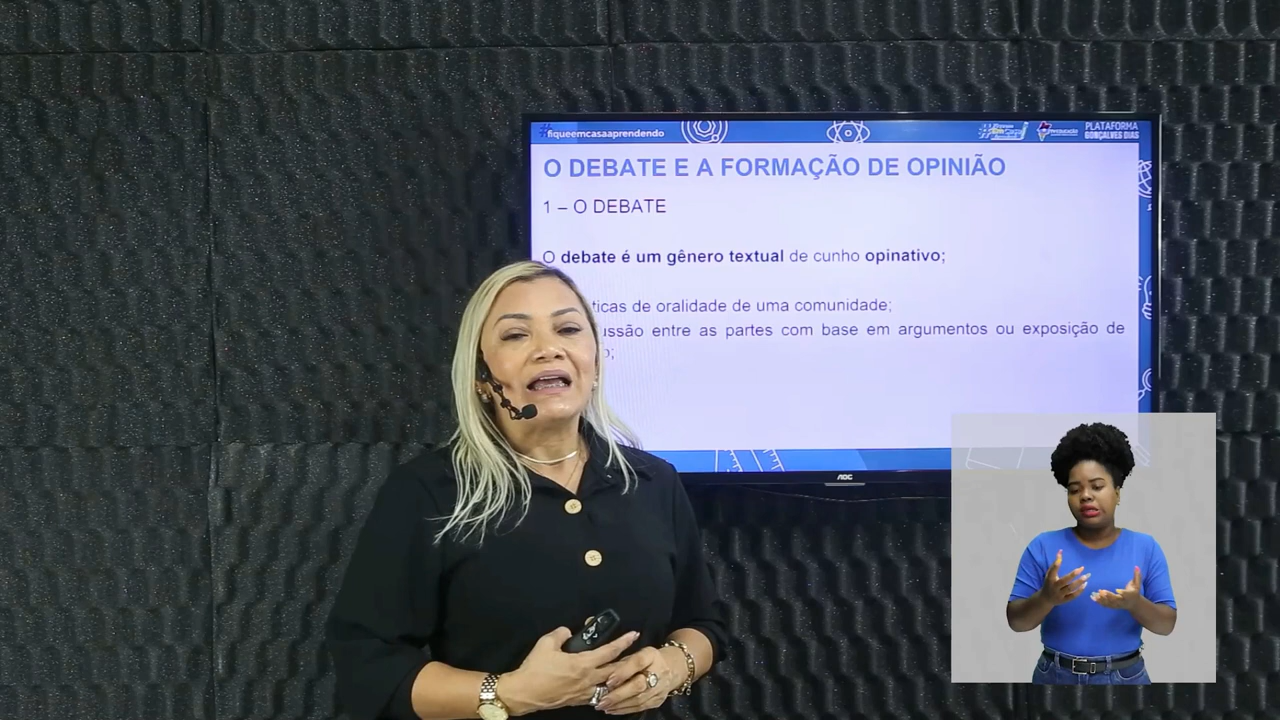 #fiqueemcasaaprendendo
PLATAFORMA
GONÇALVES DIAS
O DEBATE E A FORMAÇÃO DE OPINIÃO
1 – O DEBATE
O debate é um gênero textual de cunho opinativo;
ticas de oralidade de uma comunidade;
ussão entre as partes com base em argumentos ou exposição de
o;
AOC